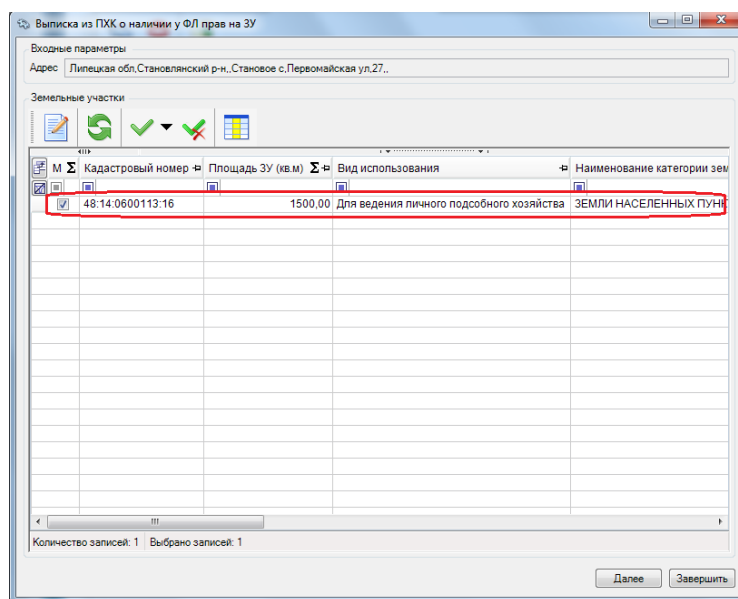 Выписка из ПХК о наличии у ФЛ прав на ЗУ
Входные параметры
Адрес Липецкая обл,Становлянский р-н,,Становое с,Первомайская ул,27,,
Земельные участки
М Σ Кадастровый номер Площадь ЗУ (кв.м) Σ Вид использования Наименование категории зем
48:14:0600113:16 1500,00 Для ведения личного подсобного хозяйства ЗЕМЛИ НАСЕЛЕННЫХ ПУНК
Количество записей: 1 Выбрано записей: 1
Далее Завершить